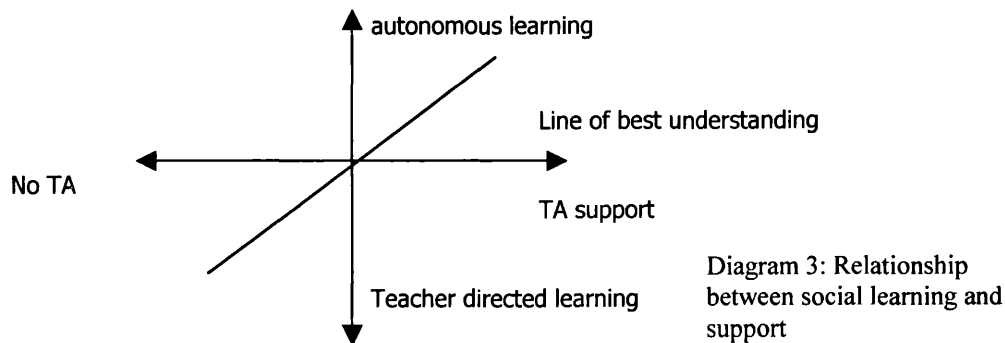 autonomous learning
Line of best understanding
No TA
TA support
Teacher directed learning
Diagram 3: Relationship
between social learning and
support